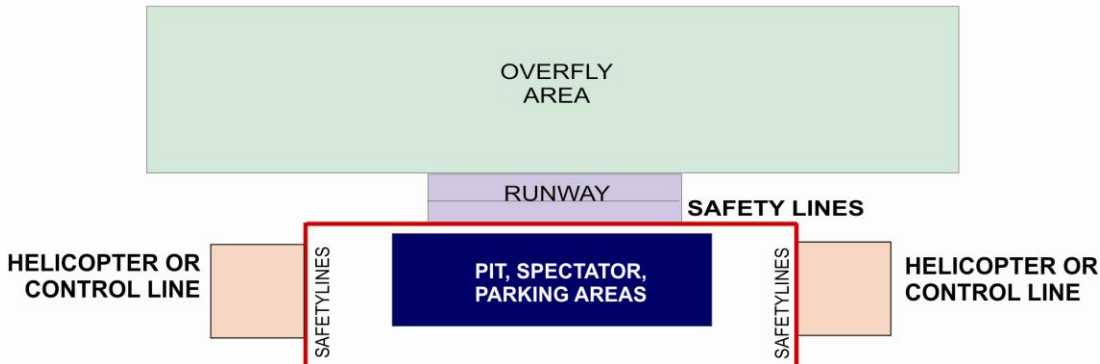 OVERFLY
AREA
RUNWAY
SAFETY LINES
HELICOPTER OR
CONTROL LINE
SAFETYLINES
PIT, SPECTATOR,
PARKING AREAS
SAFETYLINES
HELICOPTER OR
CONTROL LINE